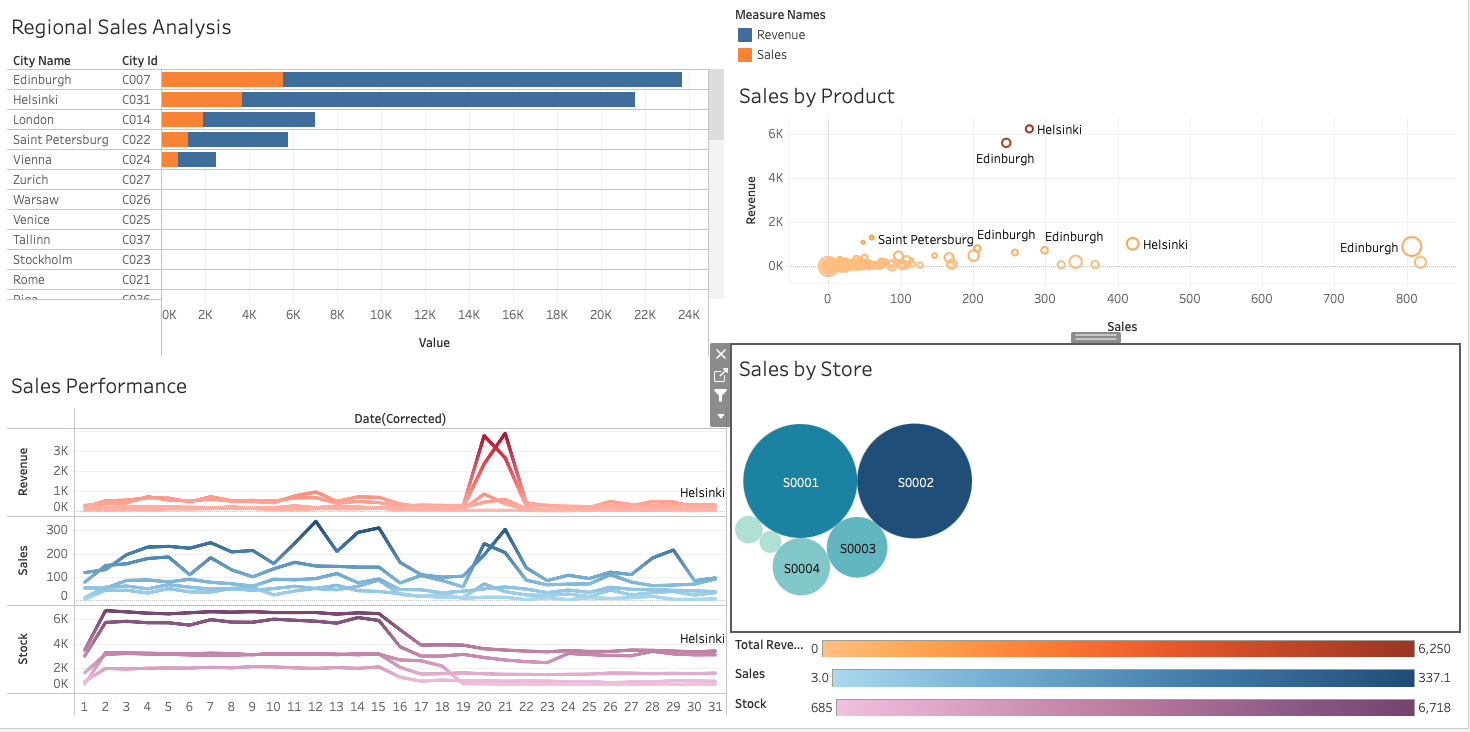 Regional Sales Analysis
City Name City Id
Edinburgh C007
Helsinki C031
London C014
Saint Petersburg C022
Vienna C024
Zurich C027
Warsaw C026
Venice C025
Tallinn C037
Stockholm C023
Rome C021
0K 2K 4K 6K 8K 10K 12K 14K 16K 18K 20K 22K 24K
Value
Measure Names
Revenue
Sales
Sales by Product
Revenue
6K
4K
2K
0K
Helsinki
Edinburgh
Saint Petersburg
Edinburgh
Edinburgh
Helsinki
Edinburgh
0 100 200 300 400 500 600 700 800
Sales
Sales Performance
Date(Corrected)
Revenue
3K
2K
1K
0K
Helsinki
Sales
300
200
100
0
Stock
6K
4K
2K
0K
Helsinki
1 2 3 4 5 6 7 8 9 10 11 12 13 14 15 16 17 18 19 20 21 22 23 24 25 26 27 28 29 30 31
Sales by Store
S0001
S0002
S0003
S0004
Total Reve... 0 6,250
Sales 3.0 337.1
Stock 685 6,718